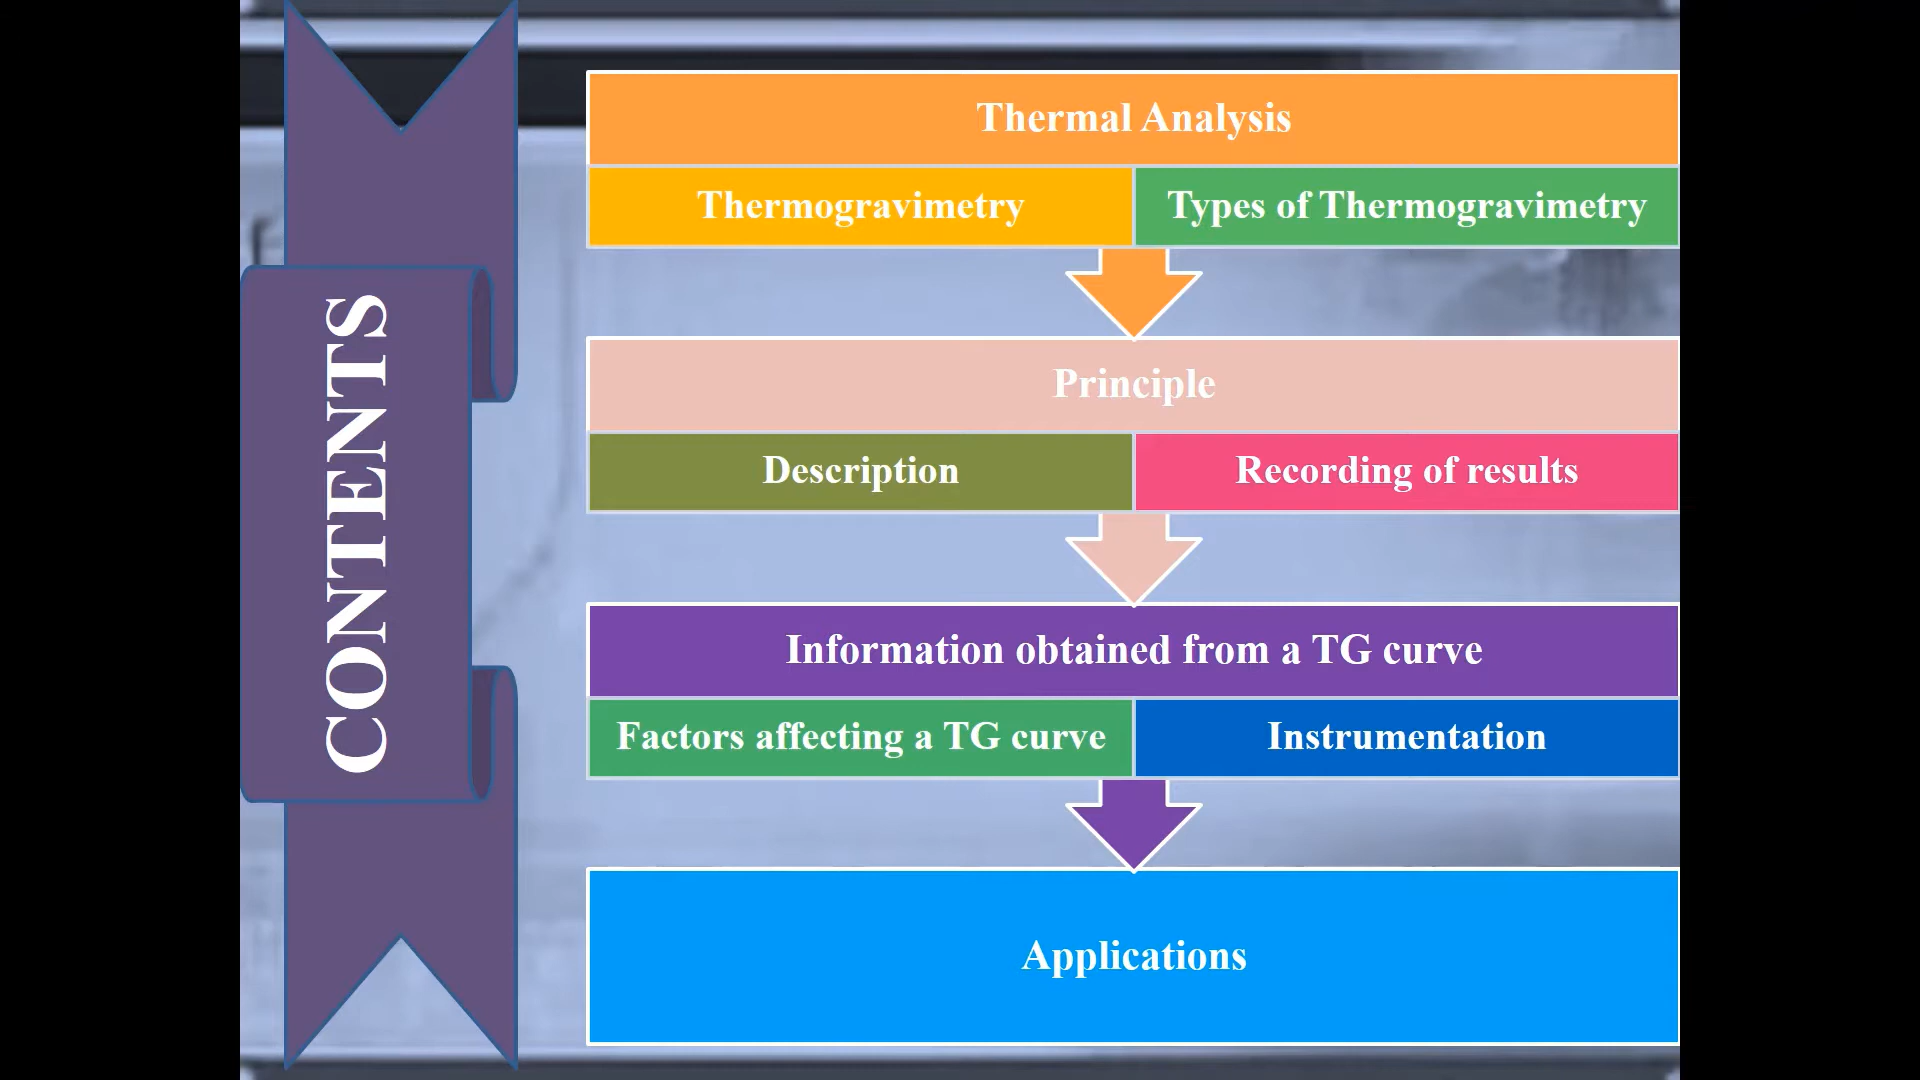 CONTENTS
Thermal Analysis
Thermogravimetry
Types of Thermogravimetry
Principle
Description
Recording of results
Information obtained from a TG curve
Factors affecting a TG curve
Instrumentation
Applications